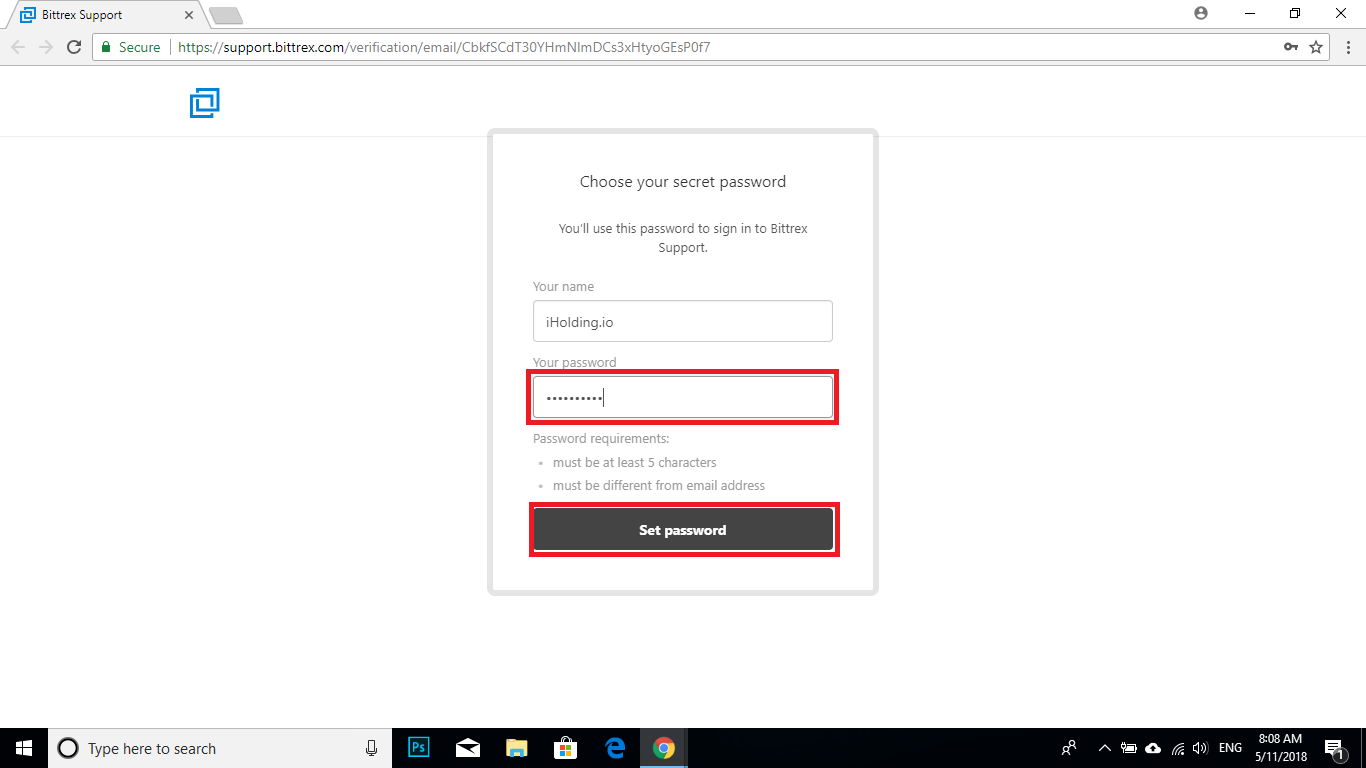 Bittrex Support
Secure
https://support.bittrex.com/verification/email/CbkfSCdT30YHmNlmDCs3xHtyoGEsP0f7
Choose your secret password
You'll use this password to sign in to Bittrex
Support.
Your name
iHolding.io
Your password
••••••••••
Password requirements:
• must be at least 5 characters
• must be different from email address
Set password
Type here to search
Ps
ENG
8:08 AM
5/11/2018
1